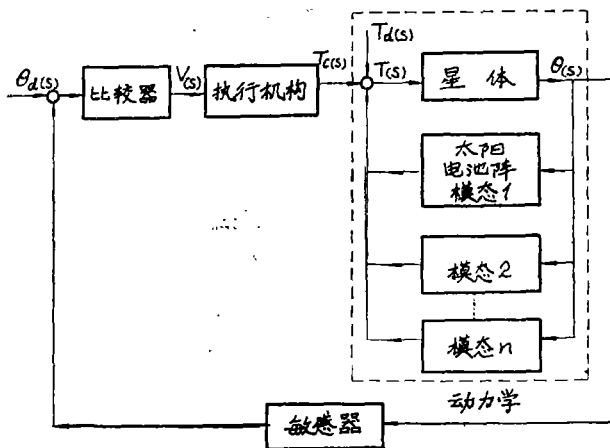 θd(s)
比较器
V(s)
执行机构
Tc(s)
Td(s)
T(s)
星体
θ(s)
太阳
电池阵
模态1
模态2
模态n
动力学
敏感器